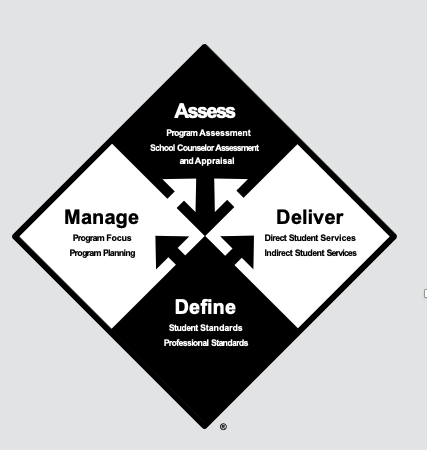 Assess
Program Assessment
School Counselor Assessment
and Appraisal
Manage
Program Focus
Program Planning
Deliver
Direct Student Services
Indirect Student Services
Define
Student Standards
Professional Standards
®